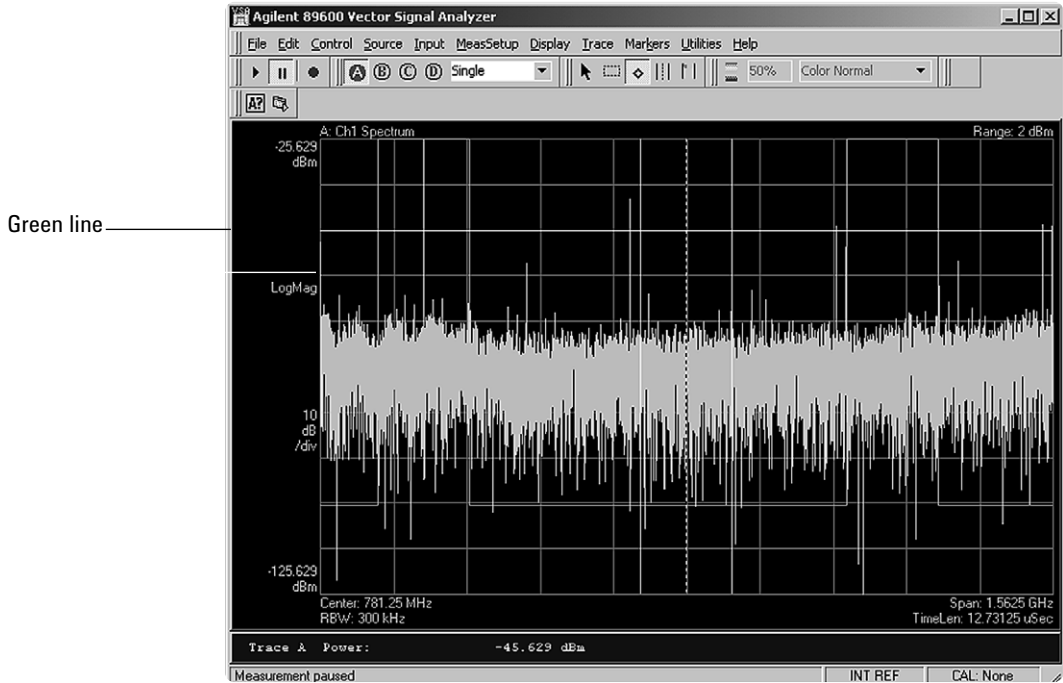 VSA
Agilent 89600 Vector Signal Analyzer
File Edit Control Source Input MeasSetup Display Trace Markers Utilities Help
A B C D Single 50% Color Normal
A?
A: Ch1 Spectrum Range: 2 dBm
-25.629
dBm
Green line
LogMag
10
dB
/div
-125.629
dBm
Center: 781.25 MHz Span: 1.5625 GHz
RBW: 300 kHz TimeLen: 12.73125 uSec
Trace A Power: -45.629 dBm
Measurement paused INT REF CAL: None